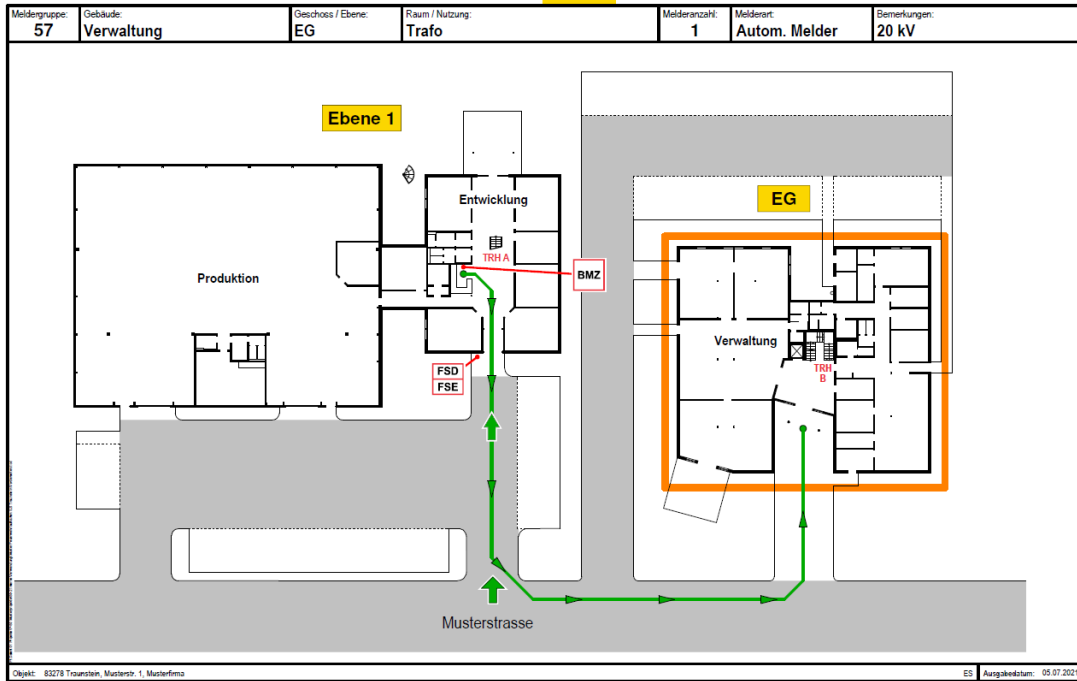 Meldergruppe: Gebäude: Geschoss / Ebene: Raum / Nutzung: Melderanzahl: Melderart: Bemerkungen:
57 Verwaltung EG Trafo 1 Autom. Melder 20 kV
Ebene 1
Entwicklung
EG
TRH A
BMZ
Produktion
Verwaltung
TRH
B
FSD
FSE
Musterstrasse
Objekt: 83278 Traunstein, Musterstr. 1, Musterfirma ES Ausgabedatum: 05.07.2021